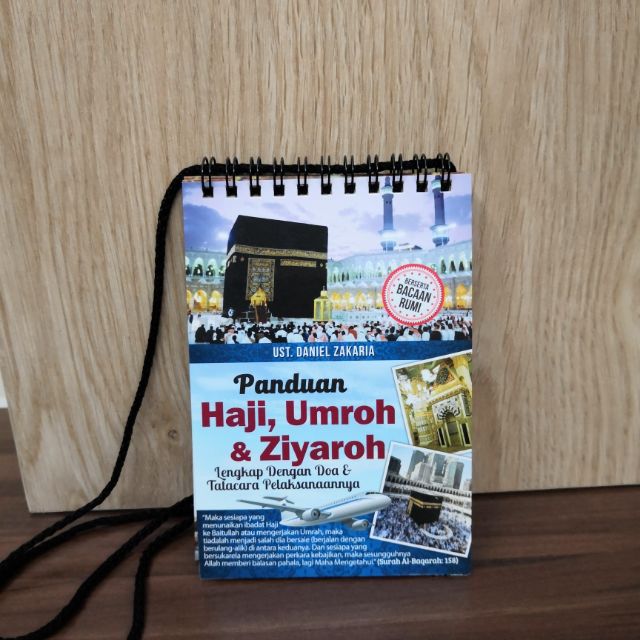 BERSERTA
BACAAN
RUMI
UST. DANIEL ZAKARIA
Panduan
Haji, Umroh
& Ziyaroh
Lengkap Dengan Doa &
Tatacara Pelaksanaannya
"Maka sesiapa yang
menunaikan ibadat Haji
ke Baitullah atau mengerjakan Umrah, maka
tiadalah menjadi salah dia bersaie (berjalan dengan
berulang-alik) di antara keduanya. Dan sesiapa yang
bersukarela mengerjakan perkara kebajikan, maka sesungguhnya
Allah memberi balasan pahala, lagi Maha Mengetahui." (Surah Al-Baqarah: 158)